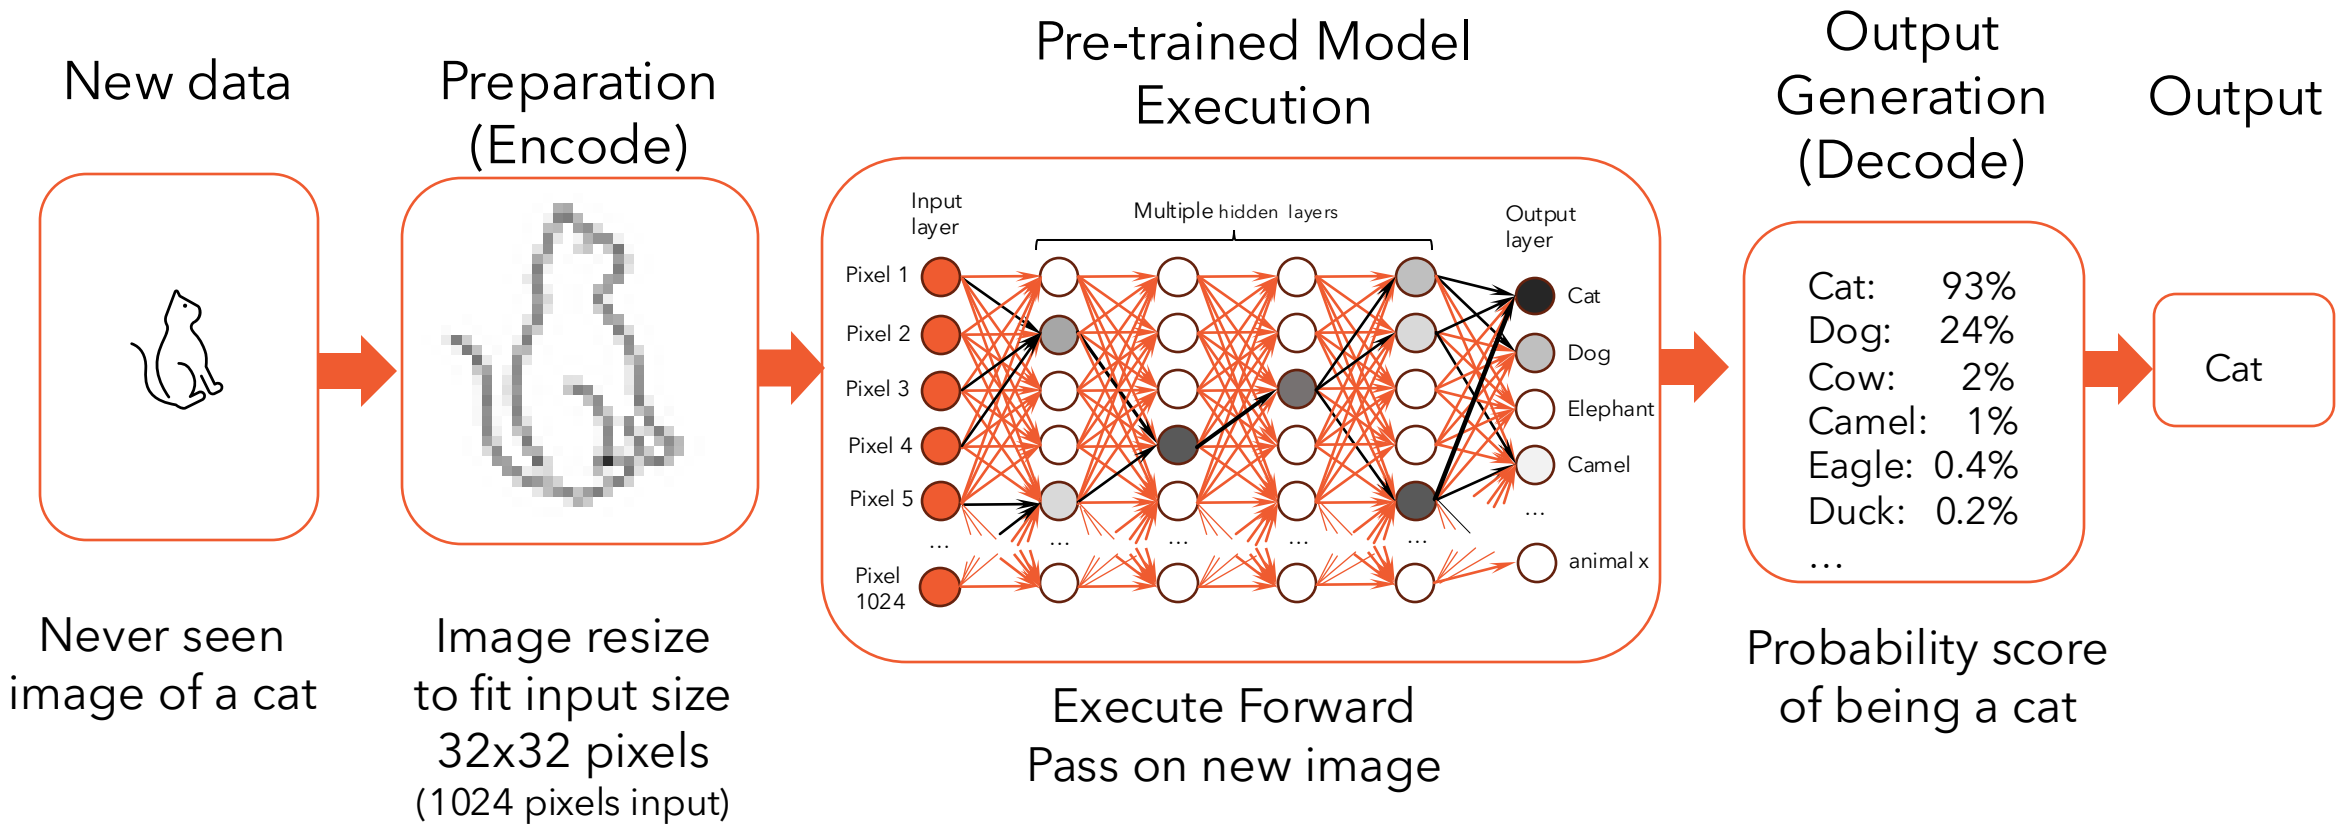 New data
Never seen
image of a cat
Preparation
(Encode)
Image resize
to fit input size
32x32 pixels
(1024 pixels input)
Pre-trained Model
Execution
Input
layer
Multiple hidden layers
Output
layer
Pixel 1
Pixel 2
Pixel 3
Pixel 4
Pixel 5
...
...
...
...
...
Pixel
1024
Cat
Dog
Elephant
Camel
...
animal x
Execute Forward
Pass on new image
Output
Generation
(Decode)
Cat: 93%
Dog: 24%
Cow: 2%
Camel: 1%
Eagle: 0.4%
Duck: 0.2%
...
Probability score
of being a cat
Output
Cat